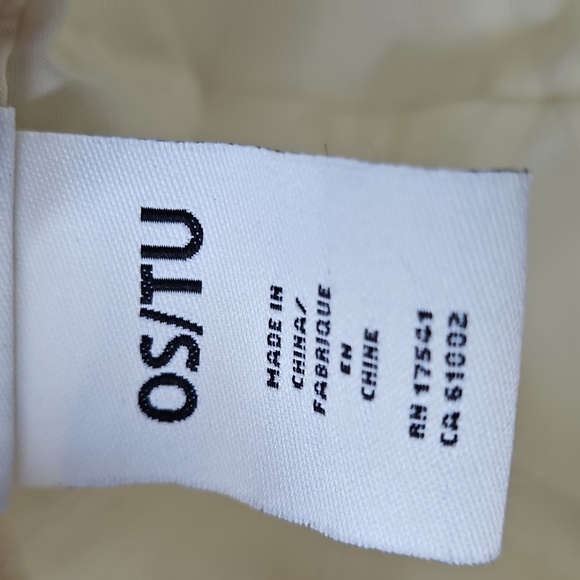 OS/TU
MADE IN
CHINA/
FABRIQUE
EN
CHINE
RN 17541
CA 61002